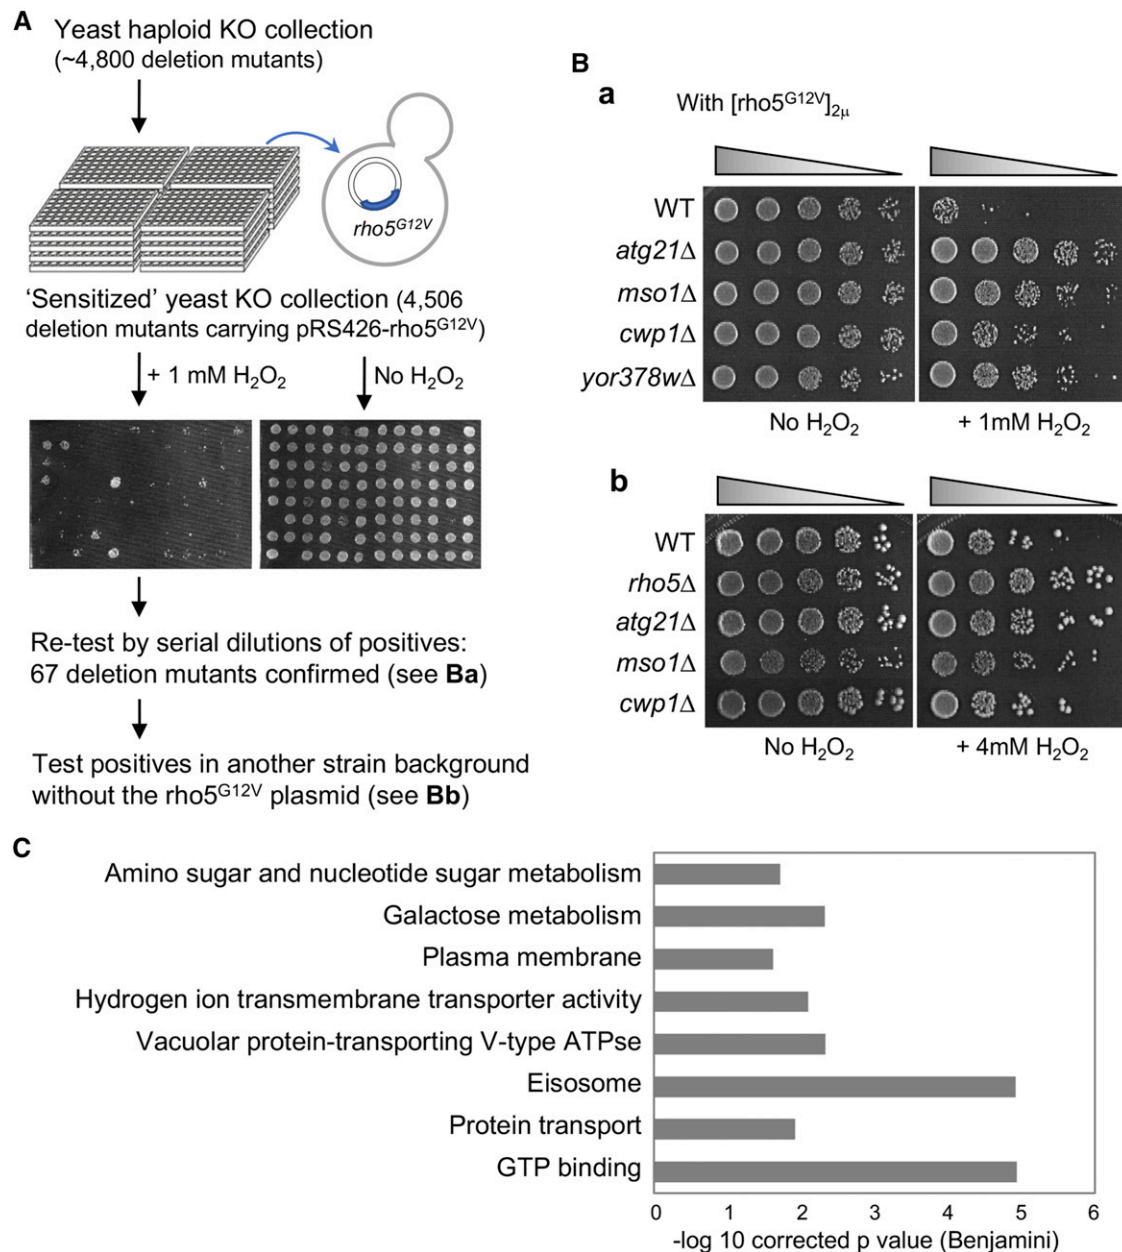 A
Yeast haploid KO collection
(~4,800 deletion mutants)
rho5G12V
‘Sensitized’ yeast KO collection (4,506
deletion mutants carrying pRS426-rho5G12V)
+ 1 mM H2O2
No H2O2
Re-test by serial dilutions of positives:
67 deletion mutants confirmed (see Ba)
Test positives in another strain background
without the rho5G12V plasmid (see Bb)
B
a
With [rho5G12V]2μ
WT
atg21Δ
mso1Δ
cwp1Δ
yor378wΔ
No H2O2
+ 1mM H2O2
b
WT
rho5Δ
atg21Δ
mso1Δ
cwp1Δ
No H2O2
+ 4mM H2O2
C
Amino sugar and nucleotide sugar metabolism
Galactose metabolism
Plasma membrane
Hydrogen ion transmembrane transporter activity
Vacuolar protein-transporting V-type ATPse
Eisosome
Protein transport
GTP binding
0 1 2 3 4 5 6
-log 10 corrected p value (Benjamini)